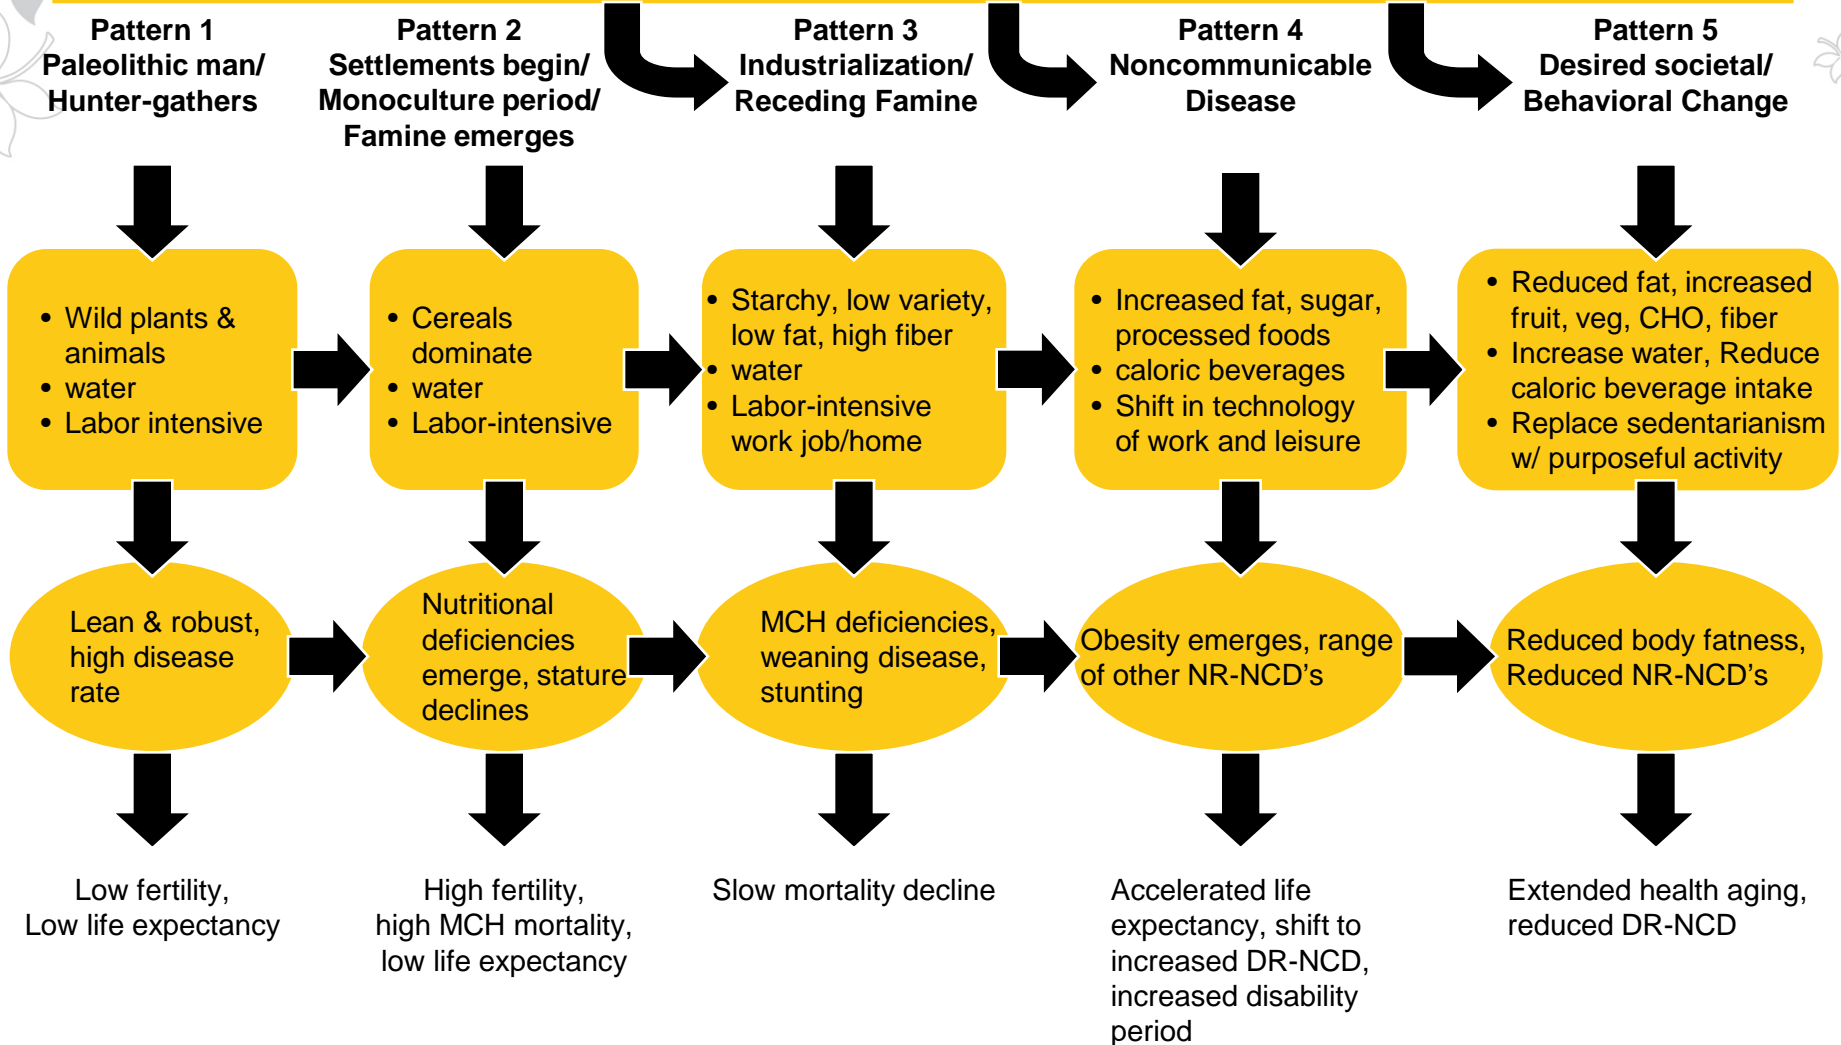 Pattern 1
Paleolithic man/
Hunter-gathers
Pattern 2
Settlements begin/
Monoculture period/
Famine emerges
Pattern 3
Industrialization/
Receding Famine
Pattern 4
Noncommunicable
Disease
Pattern 5
Desired societal/
Behavioral Change
• Wild plants &
animals
• water
• Labor intensive
• Cereals
dominate
• water
• Labor-intensive
• Starchy, low variety,
low fat, high fiber
• water
• Labor-intensive
work job/home
• Increased fat, sugar,
processed foods
• caloric beverages
• Shift in technology
of work and leisure
• Reduced fat, increased
fruit, veg, CHO, fiber
• Increase water, Reduce
caloric beverage intake
• Replace sedentarianism
w/ purposeful activity
Lean & robust,
high disease
rate
Nutritional
deficiencies
emerge, stature
declines
MCH deficiencies,
weaning disease,
stunting
Obesity emerges, range
of other NR-NCD’s
Reduced body fatness,
Reduced NR-NCD’s
Low fertility,
Low life expectancy
High fertility,
high MCH mortality,
low life expectancy
Slow mortality decline
Accelerated life
expectancy, shift to
increased DR-NCD,
increased disability
period
Extended health aging,
reduced DR-NCD